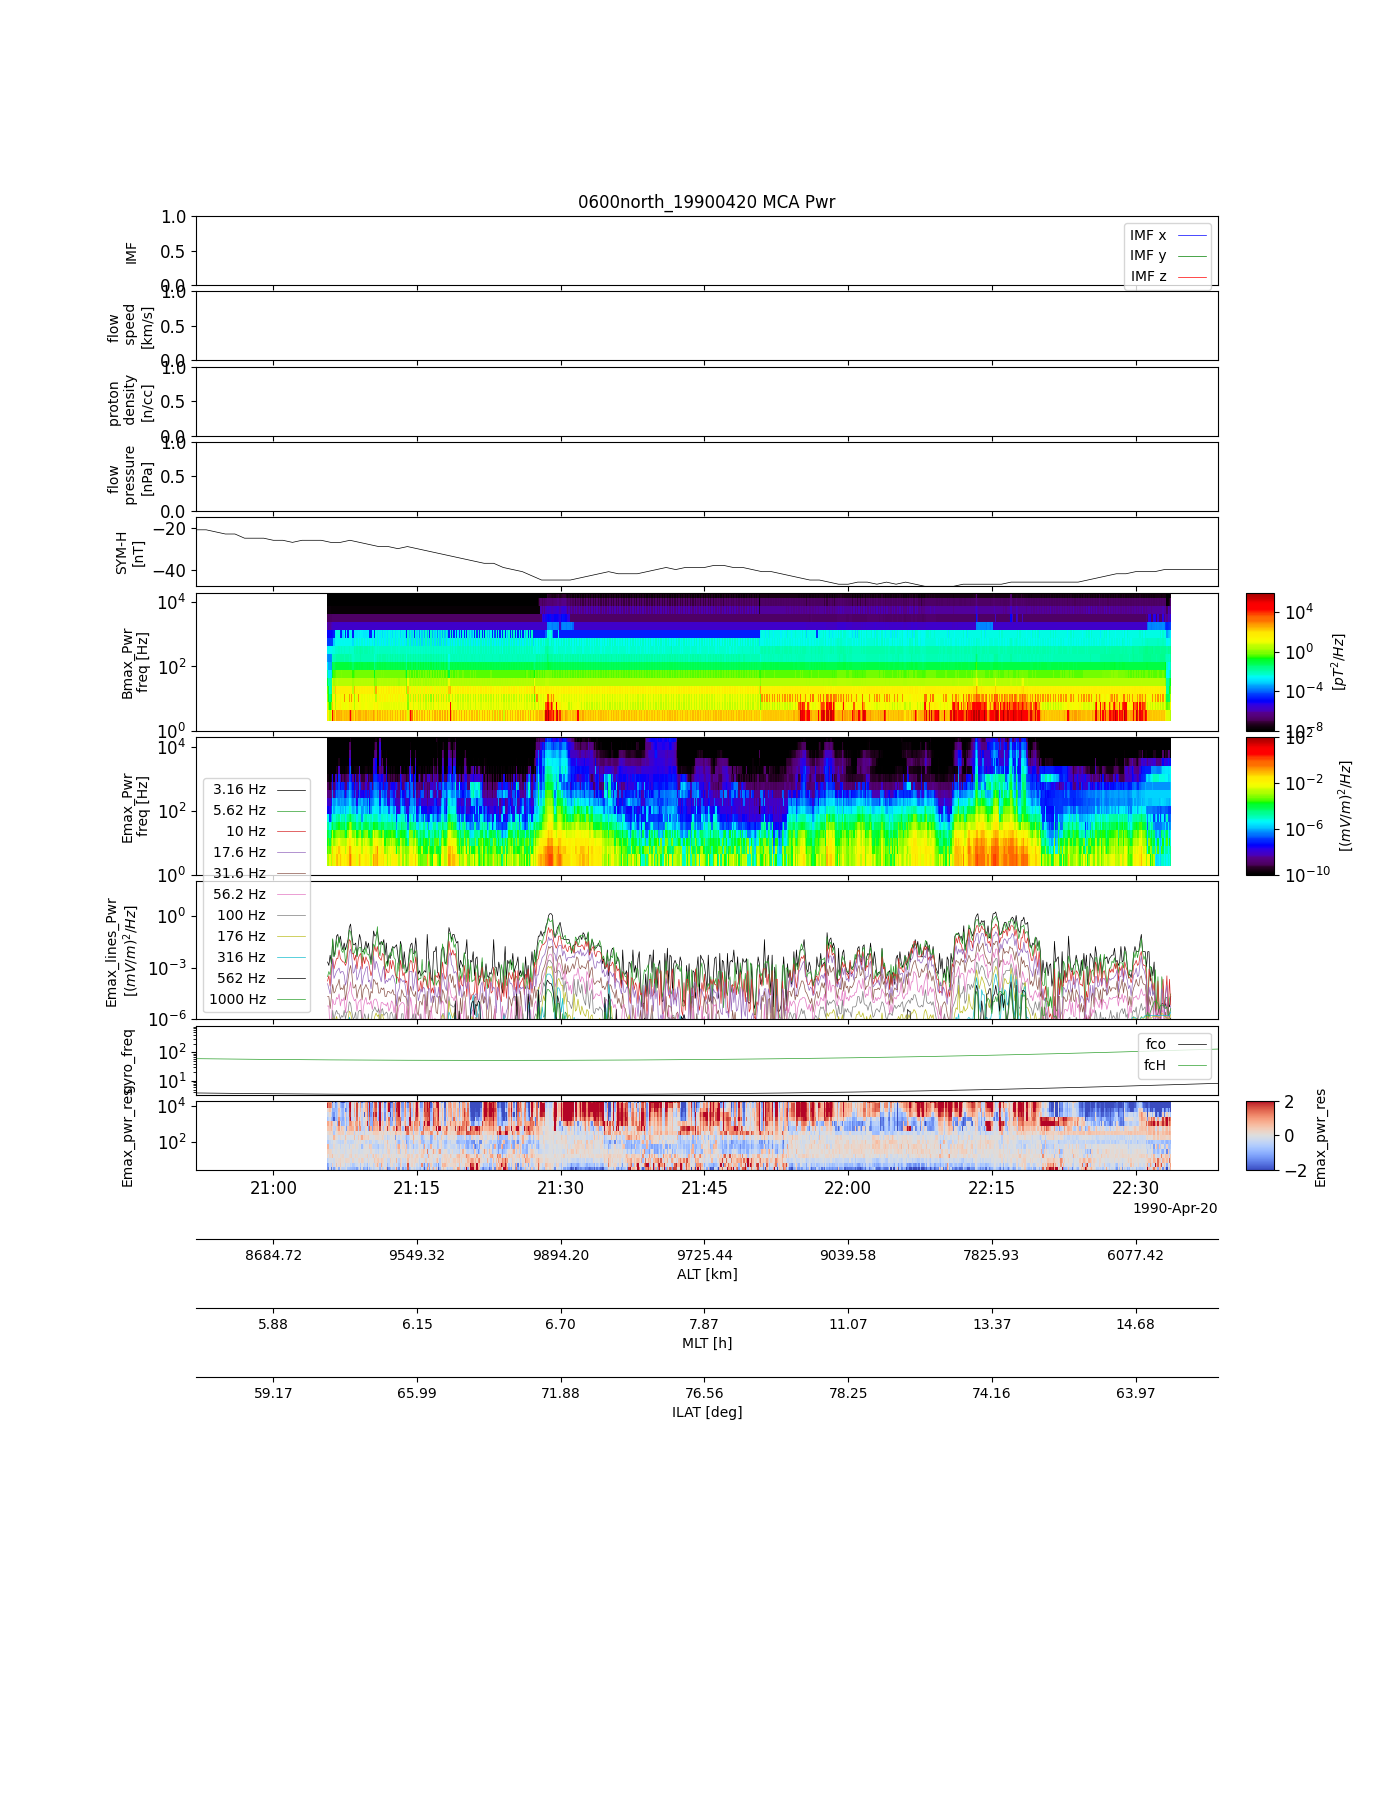 0600north_19900420 MCA Pwr
1.0
0.5
0.0
IMF
IMF x
IMF y
IMF z
1.0
0.5
0.0
flow
speed
[km/s]
1.0
0.5
0.0
proton
density
[n/cc]
1.0
0.5
0.0
flow
pressure
[nPa]
−20
−40
SYM-H
[nT]
10^4
10^2
10^0
Bmax_Pwr
freq [Hz]
10^4
10^0
10^−4
10^−8
[pT^2/Hz]
10^4
10^2
10^0
Emax_Pwr
freq [Hz]
10^2
10^−2
10^−6
10^−10
[(mV/m)^2/Hz]
3.16 Hz
5.62 Hz
10 Hz
17.6 Hz
31.6 Hz
56.2 Hz
100 Hz
176 Hz
316 Hz
562 Hz
1000 Hz
10^0
10^−3
10^−6
Emax_lines_Pwr
[(mV/m)^2/Hz]
10^2
10^1
gyro_freq
fco
fcH
10^4
10^2
Emax_pwr_res
2
0
−2
Emax_pwr_res
21:00 21:15 21:30 21:45 22:00 22:15 22:30
1990-Apr-20
8684.72 9549.32 9894.20 9725.44 9039.58 7825.93 6077.42
ALT [km]
5.88 6.15 6.70 7.87 11.07 13.37 14.68
MLT [h]
59.17 65.99 71.88 76.56 78.25 74.16 63.97
ILAT [deg]